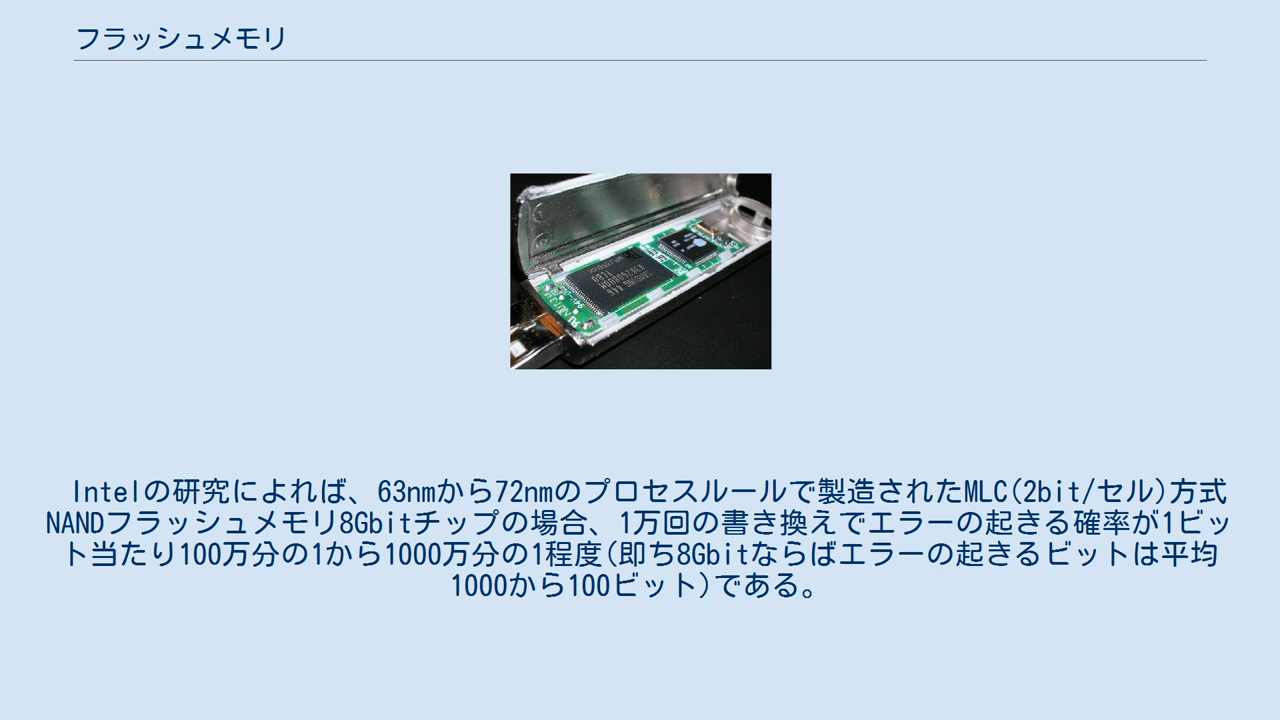 フラッシュメモリ
SAMSUNG 446
TCB0
Intelの研究によれば、63nmから72nmのプロセスルールで製造されたMLC(2bit/セル)方式
NANDフラッシュメモリ8Gbitチップの場合、1万回の書き換えでエラーの起きる確率が1ビッ
ト当たり100万分の1から1000万分の1程度(即ち8Gbitならばエラーの起きるビットは平均
1000から100ビット)である。